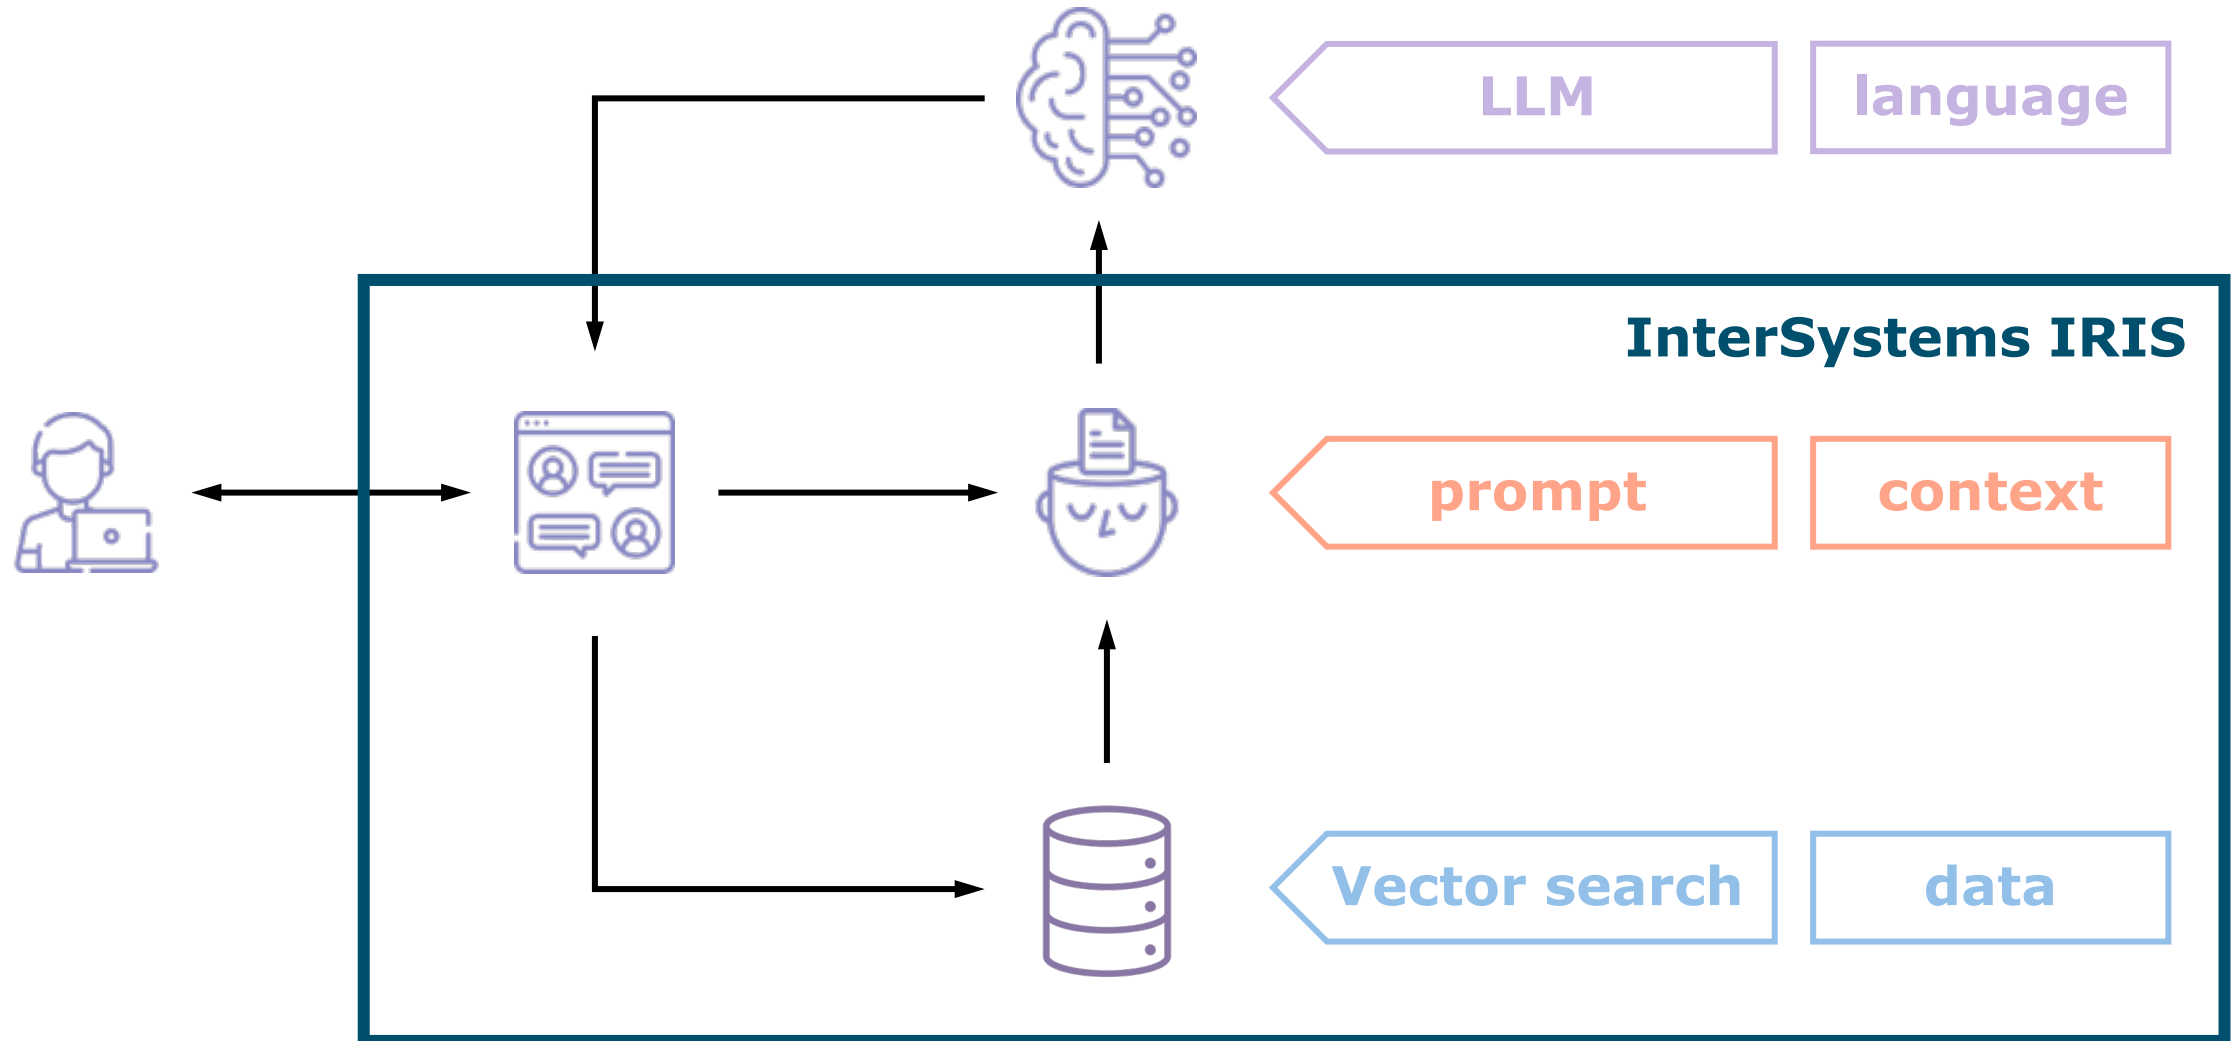 LLM
language
InterSystems IRIS
prompt
context
Vector search
data